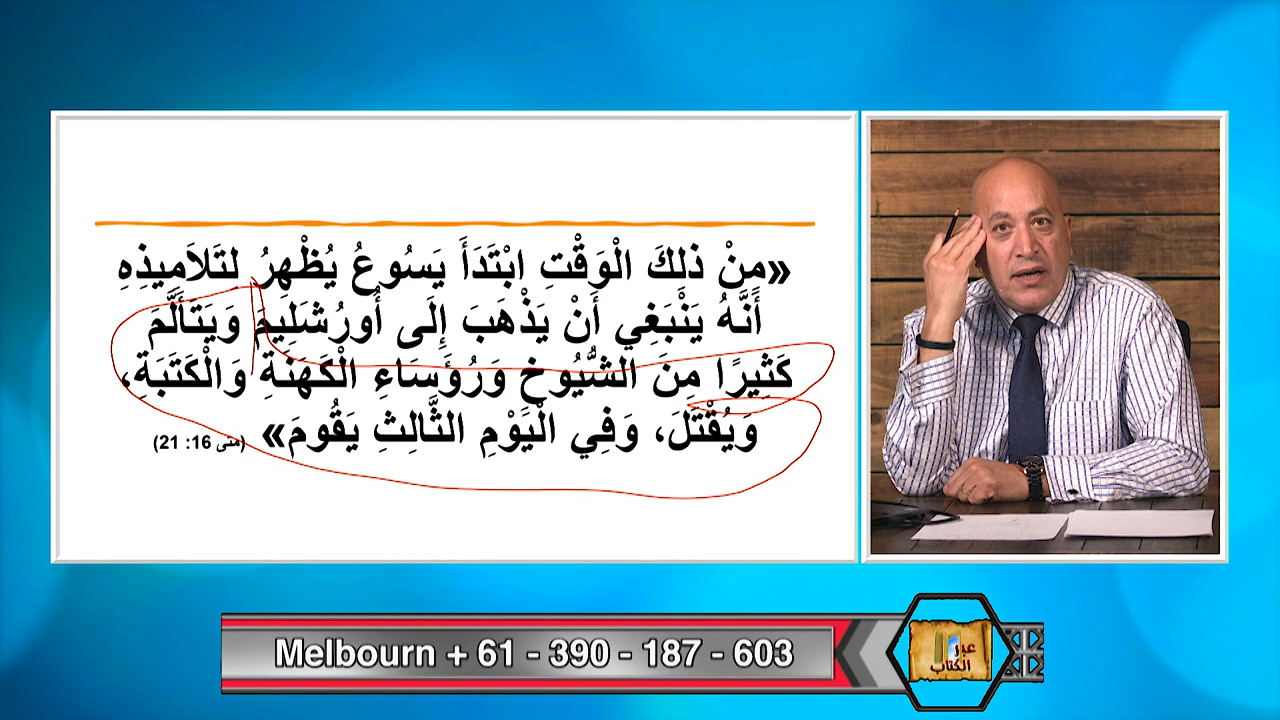 «مِنْ ذلِكَ الْوَقْتِ ابْتَدَأَ يَسُوعُ يُظْهِرُ لِتَلاَمِيذِهِ
أَنَّهُ يَنْبَغِي أَنْ يَذْهَبَ إِلَى أُورُشَلِيمَ وَيَتَأَلَّمَ
كَثِيرًا مِنَ الشُّيُوخِ وَرُؤَسَاءِ الْكَهَنَةِ وَالْكَتَبَةِ،
وَيُقْتَلَ، وَفِي الْيَوْمِ الثَّالِثِ يَقُومَ» (متى 16: 21)
Melbourn + 61 - 390 - 187 - 603
عبر
الكتاب